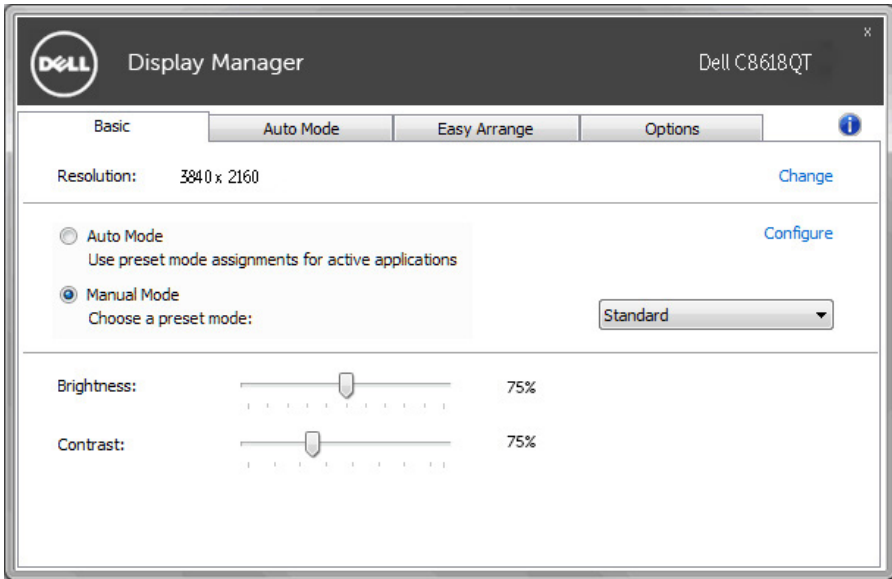 DELL
Display Manager
Dell C8618QT
x
Basic
Auto Mode
Easy Arrange
Options
i
Resolution: 3840 x 2160 Change
Auto Mode
Use preset mode assignments for active applications
Configure
Manual Mode
Choose a preset mode:
Standard
Brightness: 75%
Contrast: 75%